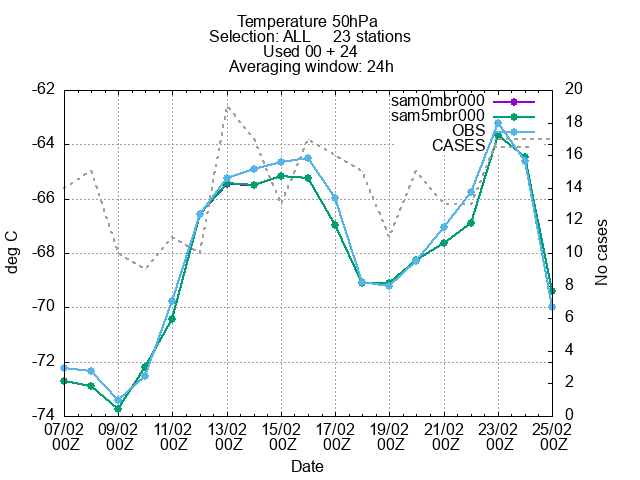 Temperature 50hPa
Selection: ALL 23 stations
Used 00 + 24
Averaging window: 24h
-62 20
sam0mbr000
sam5mbr000 18
OBS
-64 CASES 16
14
-66
12
-68 10
8
-70
6
4
-72
2
-74 0
deg C
No cases
07/02 09/02 11/02 13/02 15/02 17/02 19/02 21/02 23/02 25/02
00Z 00Z 00Z 00Z 00Z 00Z 00Z 00Z 00Z 00Z
Date